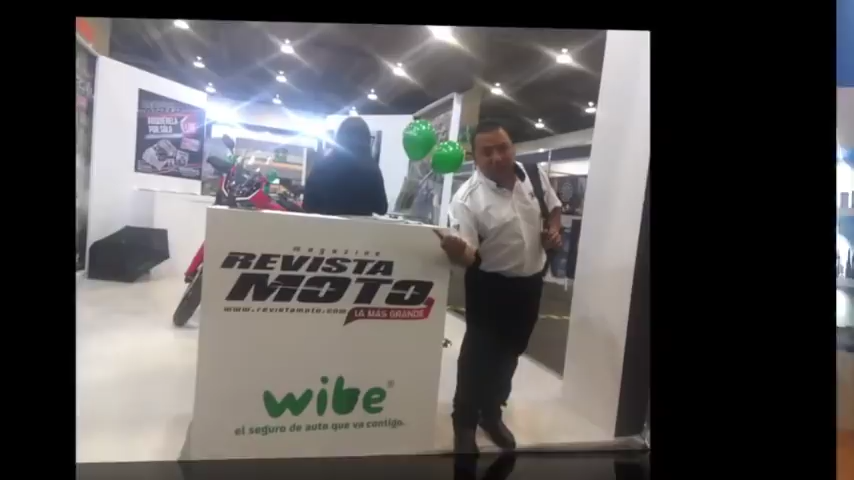 magazine
REVISTA
MOTO
www.revistamoto.com
LA MÁS GRANDE
wibe®
el seguro de auto que va contigo.